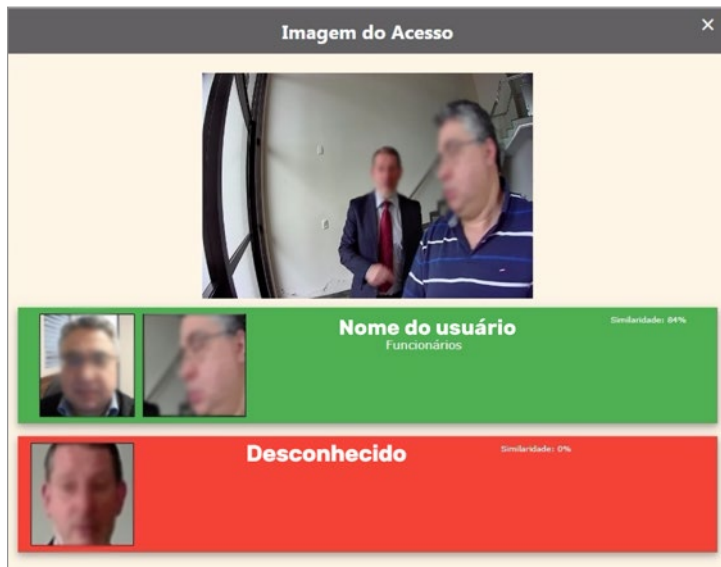 Imagem do Acesso
×
Nome do usuário
Similaridade: 84%
Funcionários
Desconhecido
Similaridade: 0%